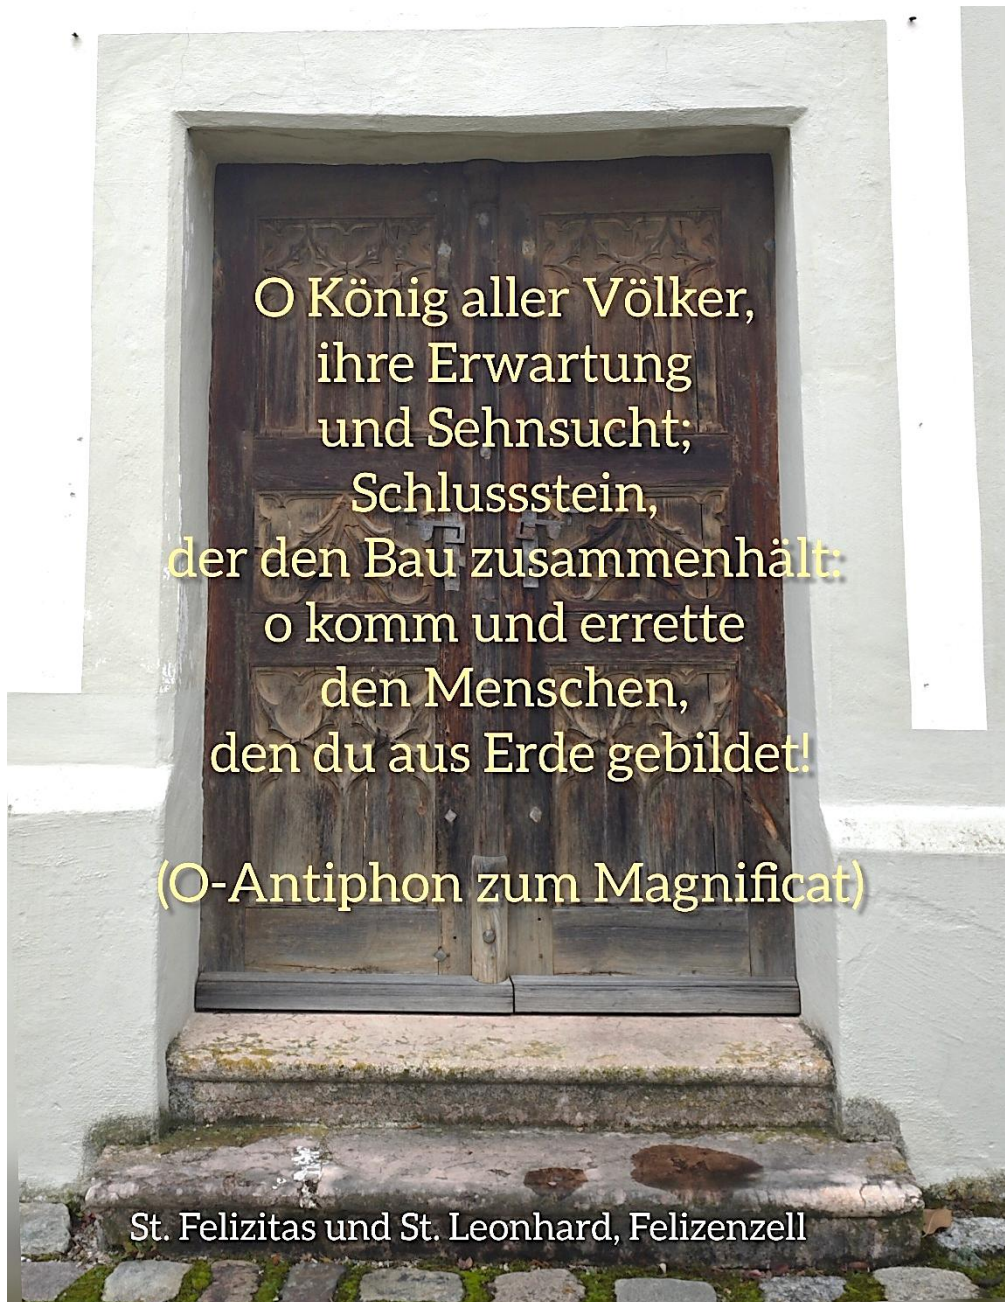 O König aller Völker,
ihre Erwartung
und Sehnsucht;
Schlussstein,
der den Bau zusammenhält:
o komm und errette
den Menschen,
den du aus Erde gebildet!
(O-Antiphon zum Magnificat)
St. Felizitas und St. Leonhard, Felizenzell